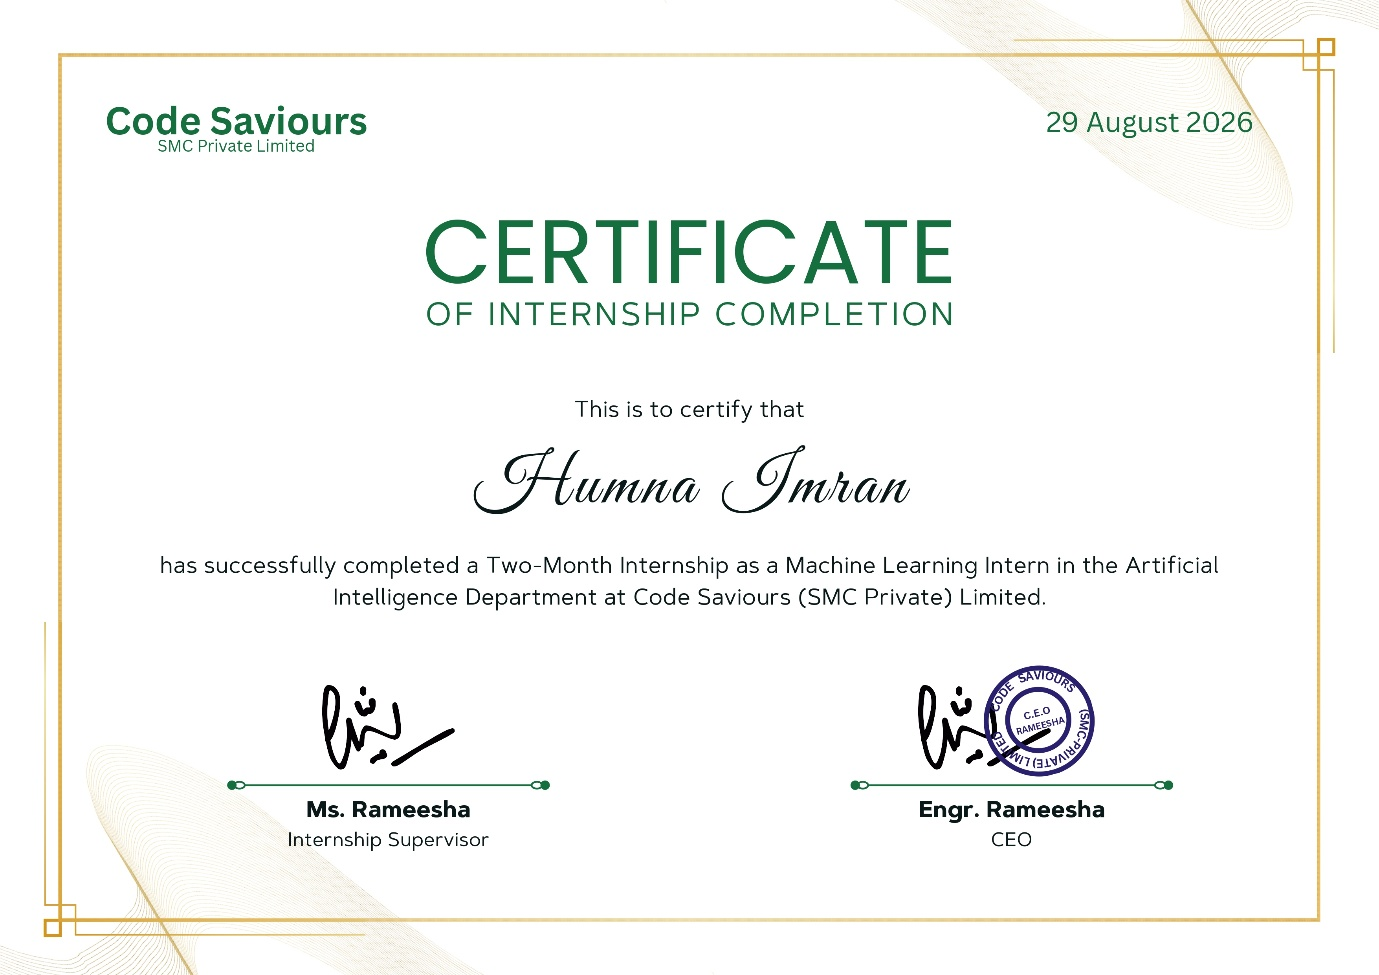 Code Saviours
SMC Private Limited
29 August 2026
CERTIFICATE
OF INTERNSHIP COMPLETION
This is to certify that
Humna Imran
has successfully completed a Two-Month Internship as a Machine Learning Intern in the Artificial
Intelligence Department at Code Saviours (SMC Private) Limited.
CODE SAVIOURS (SMC-PRIVATE) LIMITED
C.E.O
RAMEESHA
Ms. Rameesha
Internship Supervisor
Engr. Rameesha
CEO